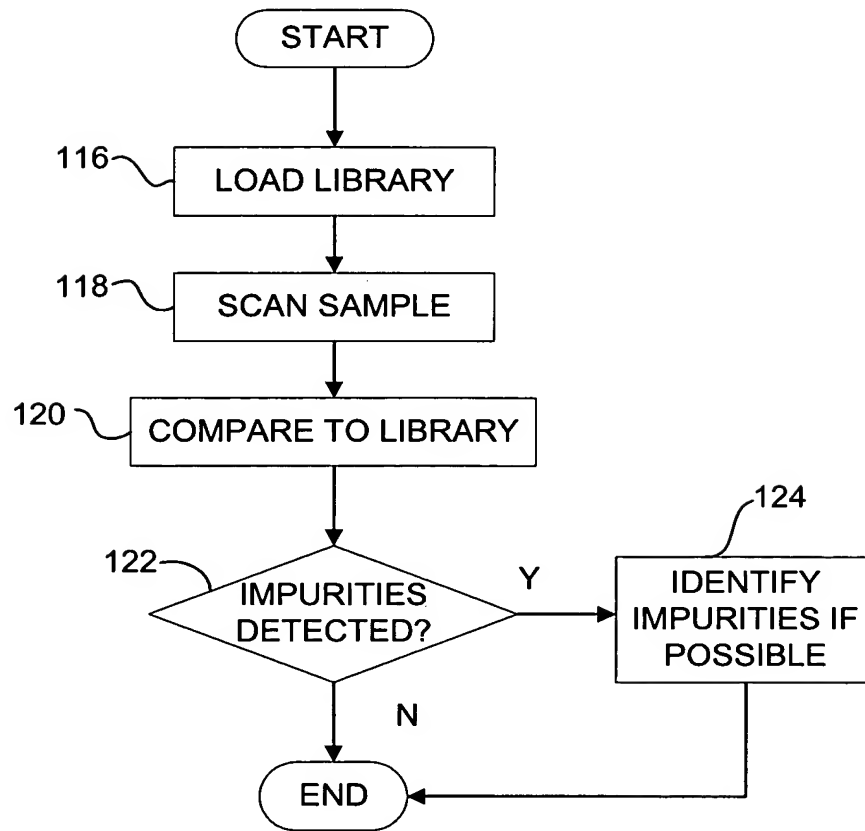 START
116
LOAD LIBRARY
118
SCAN SAMPLE
120
COMPARE TO LIBRARY
122
IMPURITIES
DETECTED?
Y
124
IDENTIFY
IMPURITIES IF
POSSIBLE
N
END